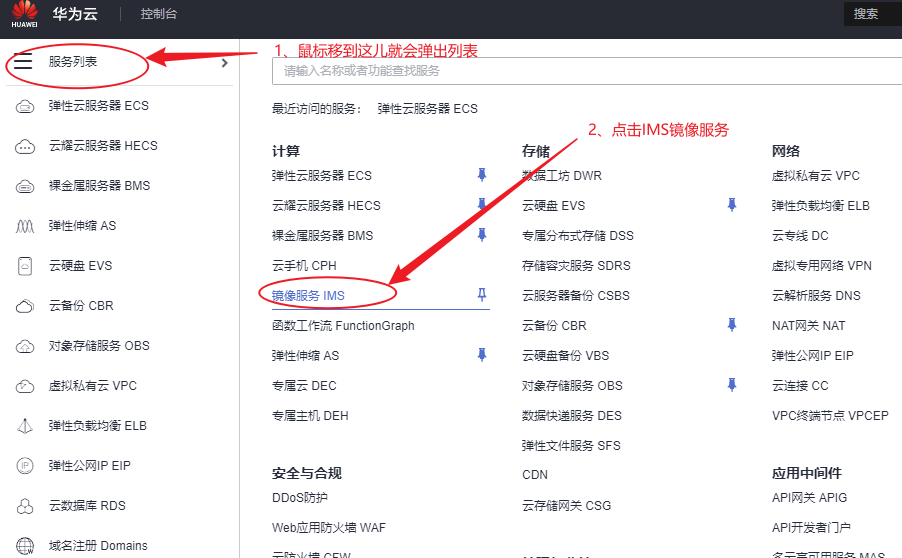 HUAWEI 华为云 控制台 搜索
服务列表
1、鼠标移到这儿就会弹出列表
请输入名称或者功能查找服务
弹性云服务器 ECS
云耀云服务器 HECS
裸金属服务器 BMS
弹性伸缩 AS
云硬盘 EVS
云备份 CBR
对象存储服务 OBS
虚拟私有云 VPC
弹性负载均衡 ELB
弹性公网IP EIP
IP
云数据库 RDS
域名注册 Domains
最近访问的服务： 弹性云服务器 ECS
2、点击IMS镜像服务
计算
弹性云服务器 ECS
云耀云服务器 HECS
裸金属服务器 BMS
云手机 CPH
镜像服务 IMS
函数工作流 FunctionGraph
弹性伸缩 AS
专属云 DEC
专属主机 DEH
安全与合规
DDoS防护
Web应用防火墙 WAF
云防火墙 CFW
存储
数据工坊 DWR
云硬盘 EVS
专属分布式存储 DSS
存储容灾服务 SDRS
云服务器备份 CSBS
云备份 CBR
云硬盘备份 VBS
对象存储服务 OBS
数据快递服务 DES
弹性文件服务 SFS
CDN
云存储网关 CSG
网络
虚拟私有云 VPC
弹性负载均衡 ELB
云专线 DC
虚拟专用网络 VPN
云解析服务 DNS
NAT网关 NAT
弹性公网IP EIP
云连接 CC
VPC终端节点 VPCEP
应用中间件
API网关 APIG
API开发者门户
多云高可用服务 MAS